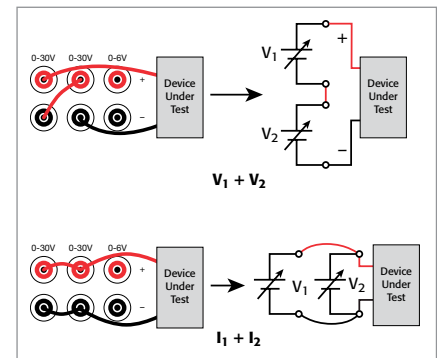 0-30V 0-30V 0-6V
+
−
Device
Under
Test
V1
V2
+
−
Device
Under
Test
V1 + V2
0-30V 0-30V 0-6V
+
−
Device
Under
Test
V1
V2
Device
Under
Test
I1 + I2